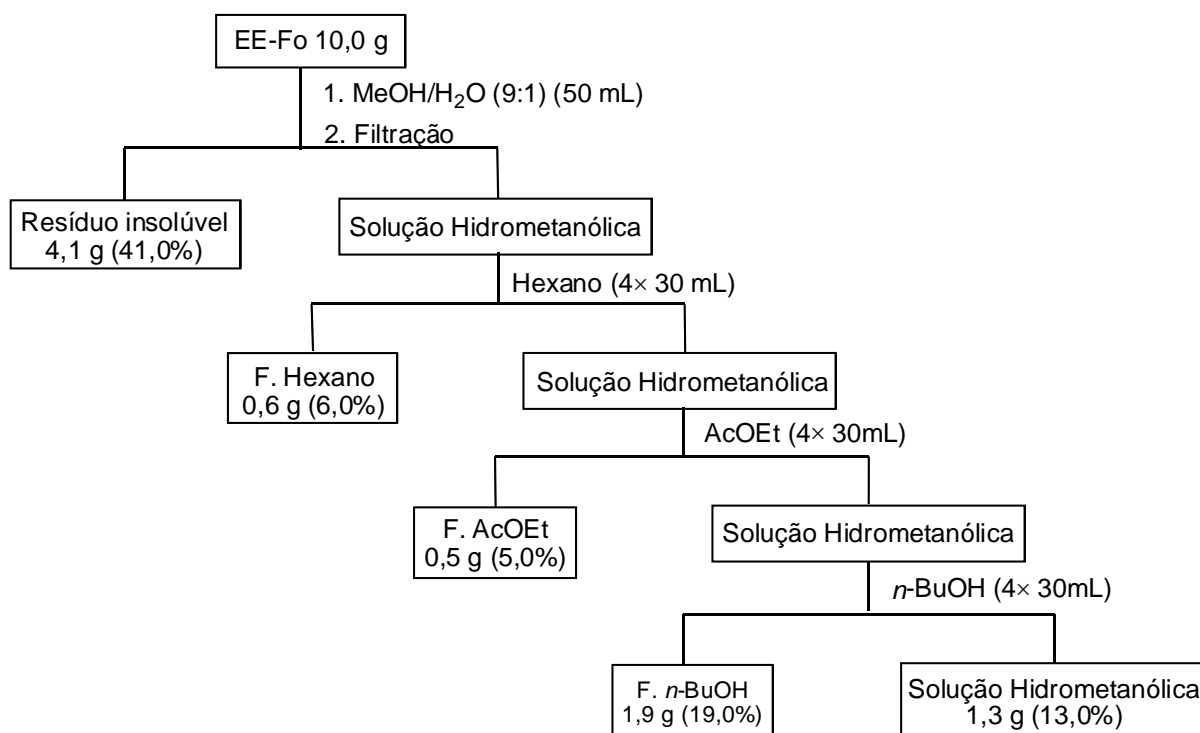 EE-Fo 10,0 g
1. MeOH/H₂O (9:1) (50 mL)
2. Filtração
Resíduo insolúvel
4,1 g (41,0%)
Solução Hidrometanólica
Hexano (4× 30 mL)
F. Hexano
0,6 g (6,0%)
Solução Hidrometanólica
AcOEt (4× 30mL)
F. AcOEt
0,5 g (5,0%)
Solução Hidrometanólica
n-BuOH (4× 30mL)
F. n-BuOH
1,9 g (19,0%)
Solução Hidrometanólica
1,3 g (13,0%)